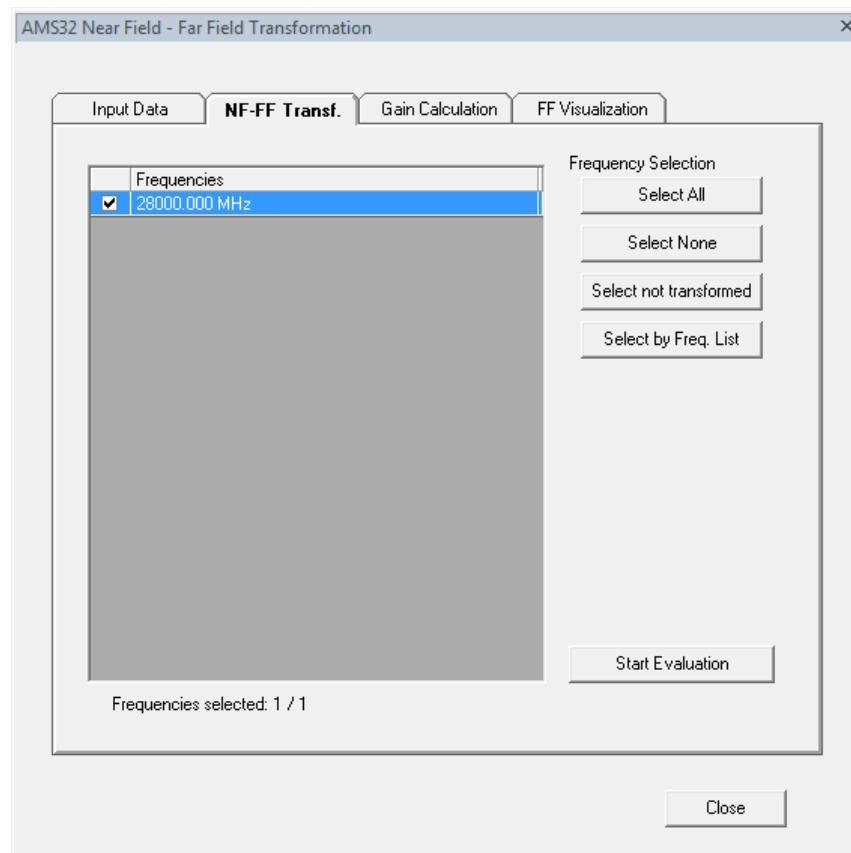 AMS32 Near Field - Far Field Transformation
Input Data
NF-FF Transf.
Gain Calculation
FF Visualization
Frequency Selection
Frequencies
28000.000 MHz
Select All
Select None
Select not transformed
Select by Freq. List
Start Evaluation
Frequencies selected: 1 / 1
Close